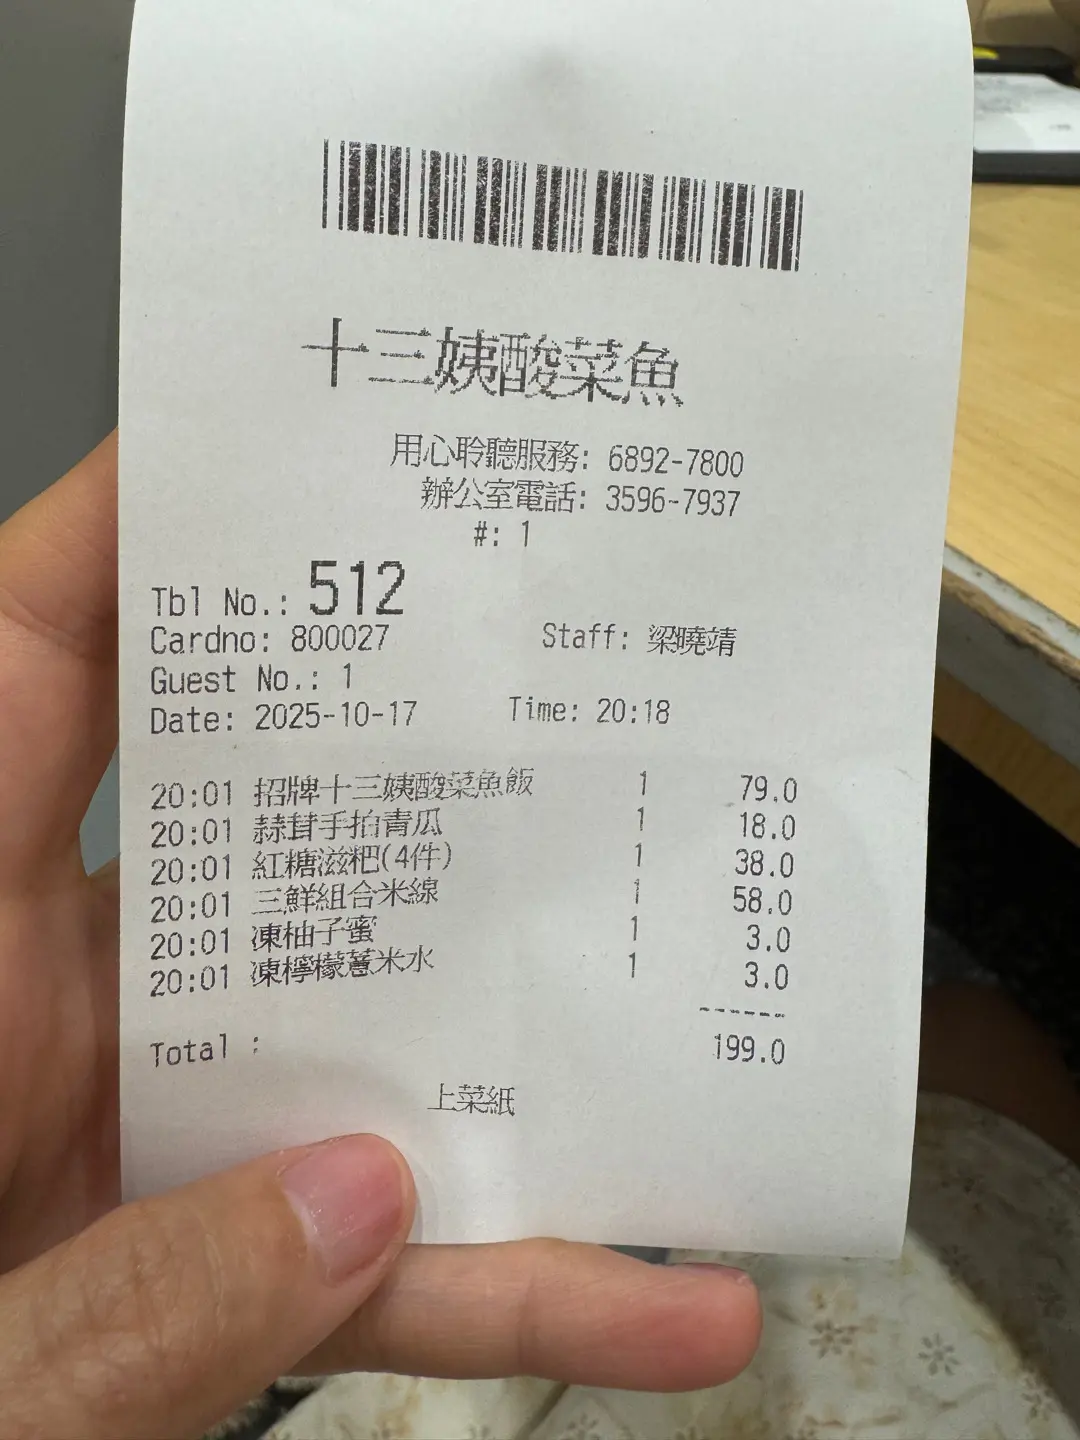 十三姨酸菜魚
用心聆聽服務: 6892-7800
辦公室電話: 3596-7937
#: 1
Tbl No.: 512
Cardno: 800027 Staff: 梁曉靖
Guest No.: 1
Date: 2025-10-17 Time: 20:18
20:01 招牌十三姨酸菜魚飯 1 79.0
20:01 蒜茸手拍青瓜 1 18.0
20:01 紅糖滋粑(4件) 1 38.0
20:01 三鮮組合米線 1 58.0
20:01 凍柚子蜜 1 3.0
20:01 凍檸檬薏米水 1 3.0
------
Total : 199.0
上菜紙